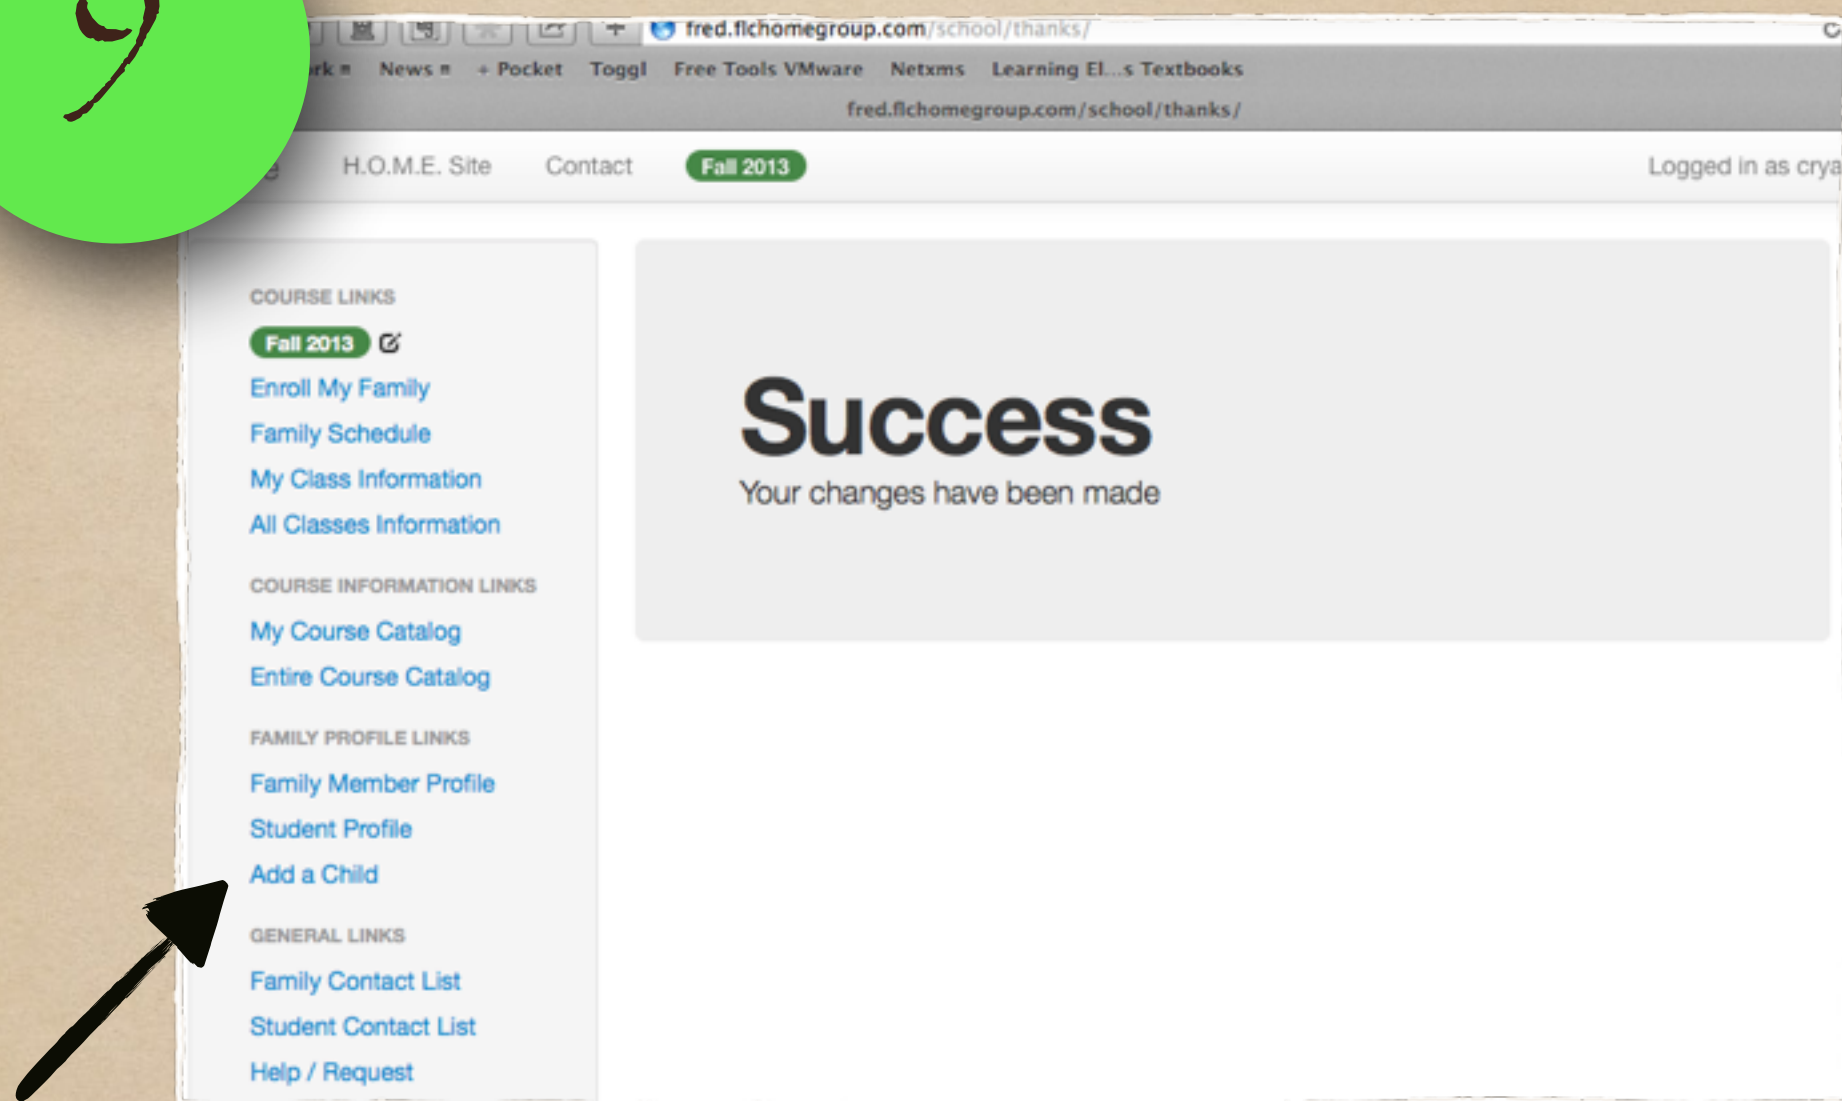 9
fred.flchomegroup.com/school/thanks/
News + Pocket Toggl Free Tools VMware Netxms Learning El...s Textbooks
fred.flchomegroup.com/school/thanks/
H.O.M.E. Site Contact Fall 2013 Logged in as
COURSE LINKS
Fall 2013
Enroll My Family
Family Schedule
My Class Information
All Classes Information
COURSE INFORMATION LINKS
My Course Catalog
Entire Course Catalog
FAMILY PROFILE LINKS
Family Member Profile
Student Profile
Add a Child
GENERAL LINKS
Family Contact List
Student Contact List
Help / Request
Success
Your changes have been made